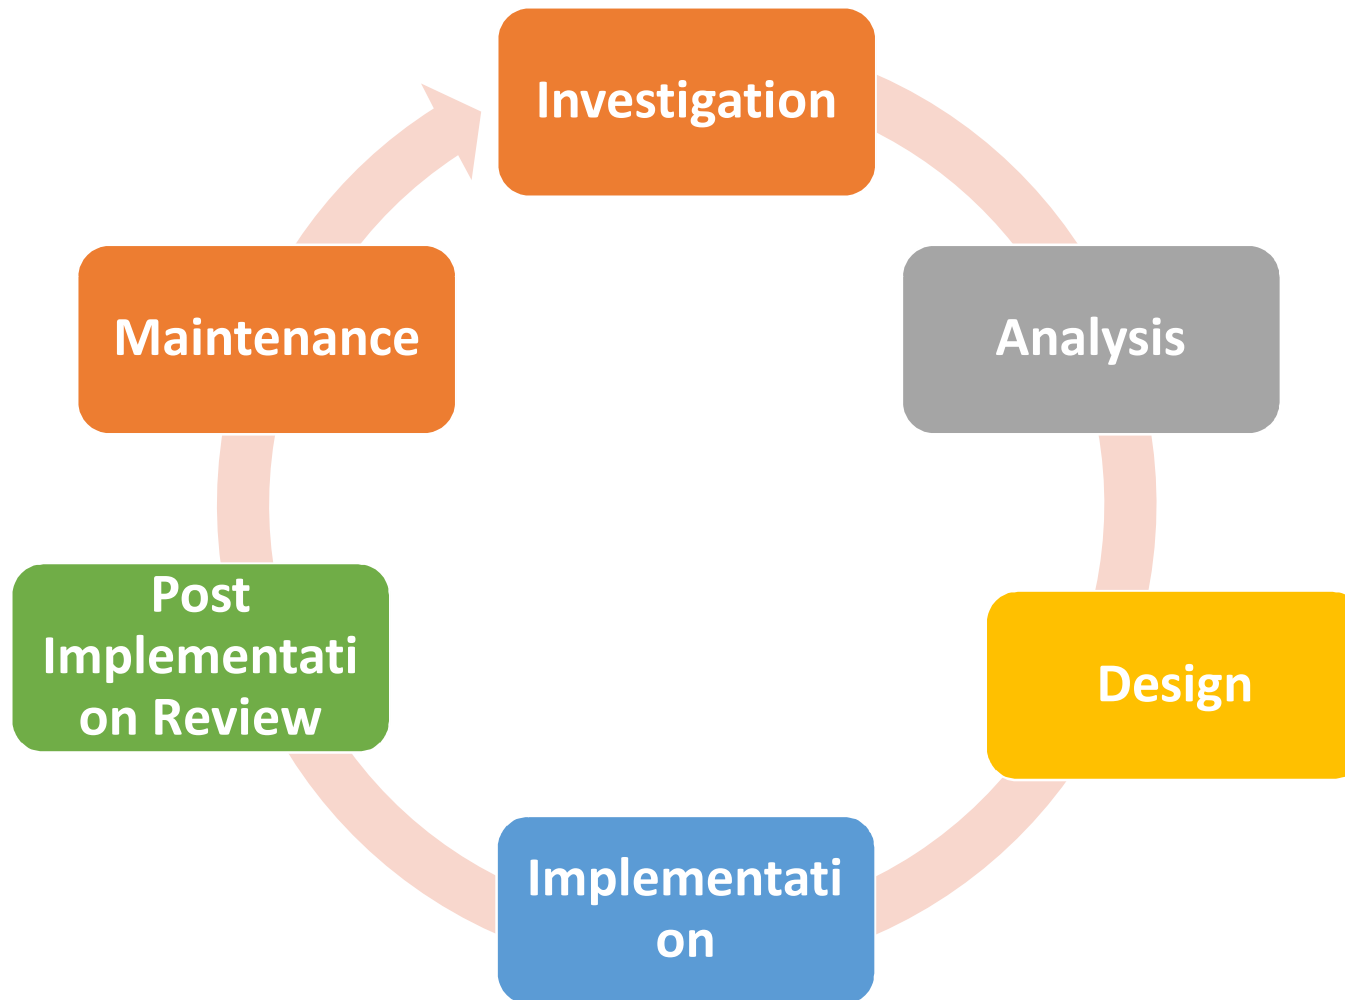 Investigation
Analysis
Design
Implementati
on
Post
Implementati
on Review
Maintenance